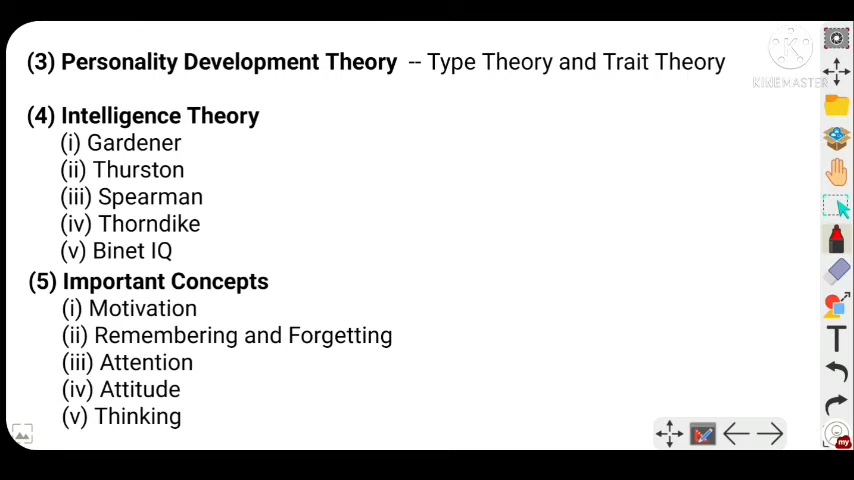 (3) Personality Development Theory -- Type Theory and Trait Theory
KINEMASTER
(4) Intelligence Theory
(i) Gardener
(ii) Thurston
(iii) Spearman
(iv) Thorndike
(v) Binet IQ
(5) Important Concepts
(i) Motivation
(ii) Remembering and Forgetting
(iii) Attention
(iv) Attitude
(v) Thinking
T
my